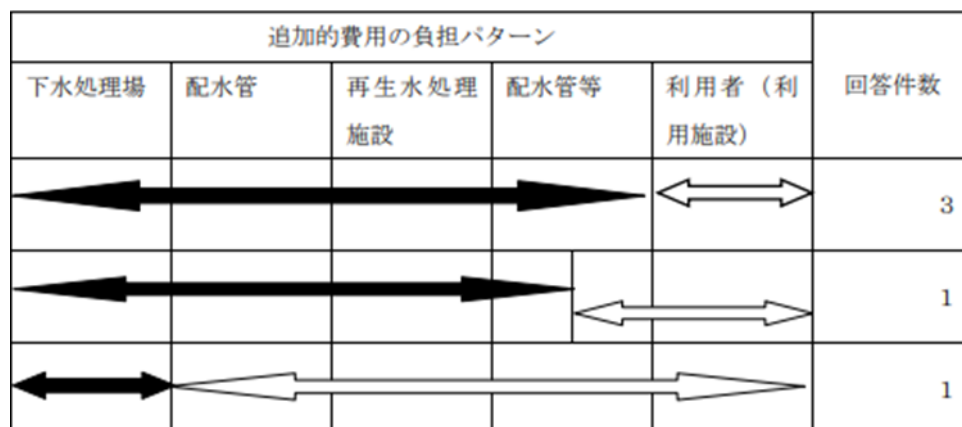 追加的費用の負担パターン
回答件数
下水処理場
配水管
再生水処理
施設
配水管等
利用者（利
用施設）
3
1
1